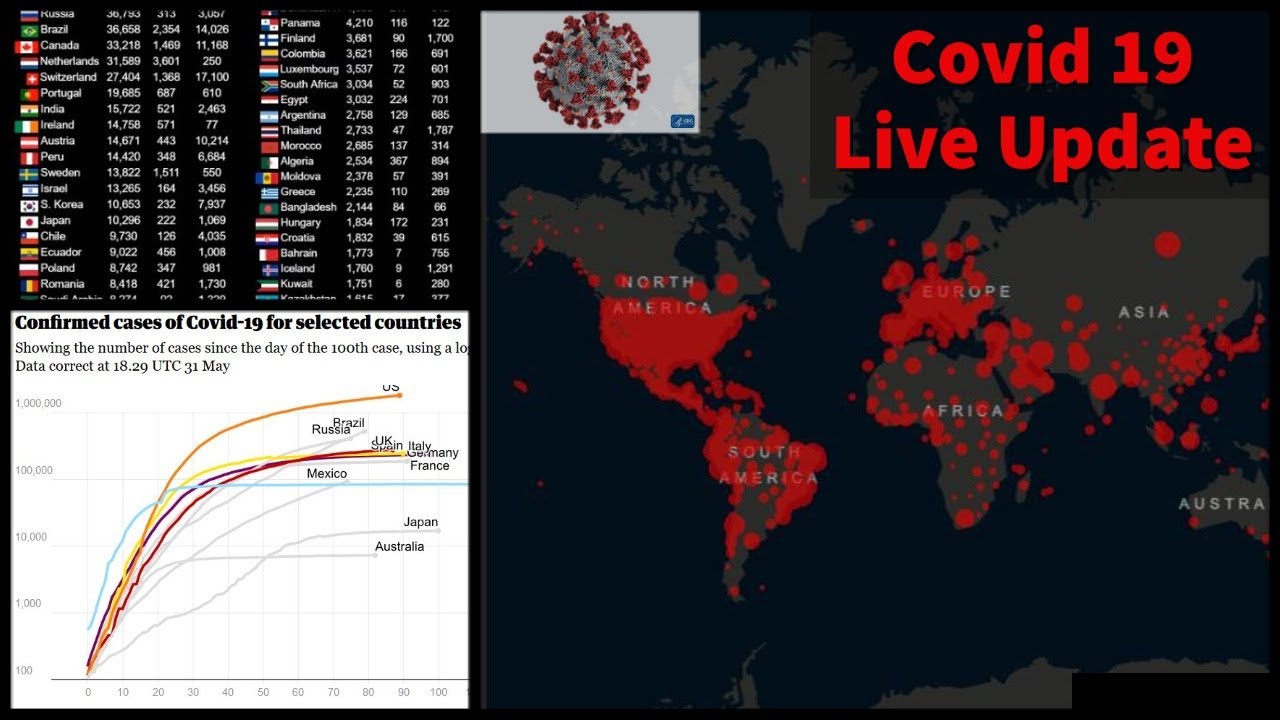 Russia 36,793 313 3,057
Brazil 36,658 2,354 14,026
Canada 33,218 1,469 11,168
Netherlands 31,589 3,601 250
Switzerland 27,404 1,368 17,100
Portugal 19,685 687 610
India 15,722 521 2,463
Ireland 14,758 571 77
Austria 14,671 443 10,214
Peru 14,420 348 6,684
Sweden 13,822 1,511 550
Israel 13,265 164 3,456
S. Korea 10,653 232 7,937
Japan 10,296 222 1,069
Chile 9,730 126 4,035
Ecuador 9,022 456 1,008
Poland 8,742 347 981
Romania 8,418 421 1,730
Saudi Arabia 8,274 92 1,329
Panama 4,210 116 122
Finland 3,681 90 1,700
Colombia 3,621 166 691
Luxembourg 3,537 72 601
South Africa 3,034 52 903
Egypt 3,032 224 701
Argentina 2,758 129 685
Thailand 2,733 47 1,787
Morocco 2,685 137 314
Algeria 2,534 367 894
Moldova 2,378 57 391
Greece 2,235 110 269
Bangladesh 2,144 84 66
Hungary 1,834 172 231
Croatia 1,832 39 615
Bahrain 1,773 7 755
Iceland 1,760 9 1,291
Kuwait 1,751 6 280
Kazakhstan 1,615 17 377
Covid 19
Live Update
NORTH
AMERICA
EUROPE
ASIA
AFRICA
SOUTH
AMERICA
AUSTRA
Confirmed cases of Covid-19 for selected countries
Showing the number of cases since the day of the 100th case, using a lo
Data correct at 18.29 UTC 31 May
US
1,000,000
Brazil
Russia
UK
Spain Italy
Germany
France
100,000
Mexico
Japan
10,000
Australia
1,000
100
0 10 20 30 40 50 60 70 80 90 100